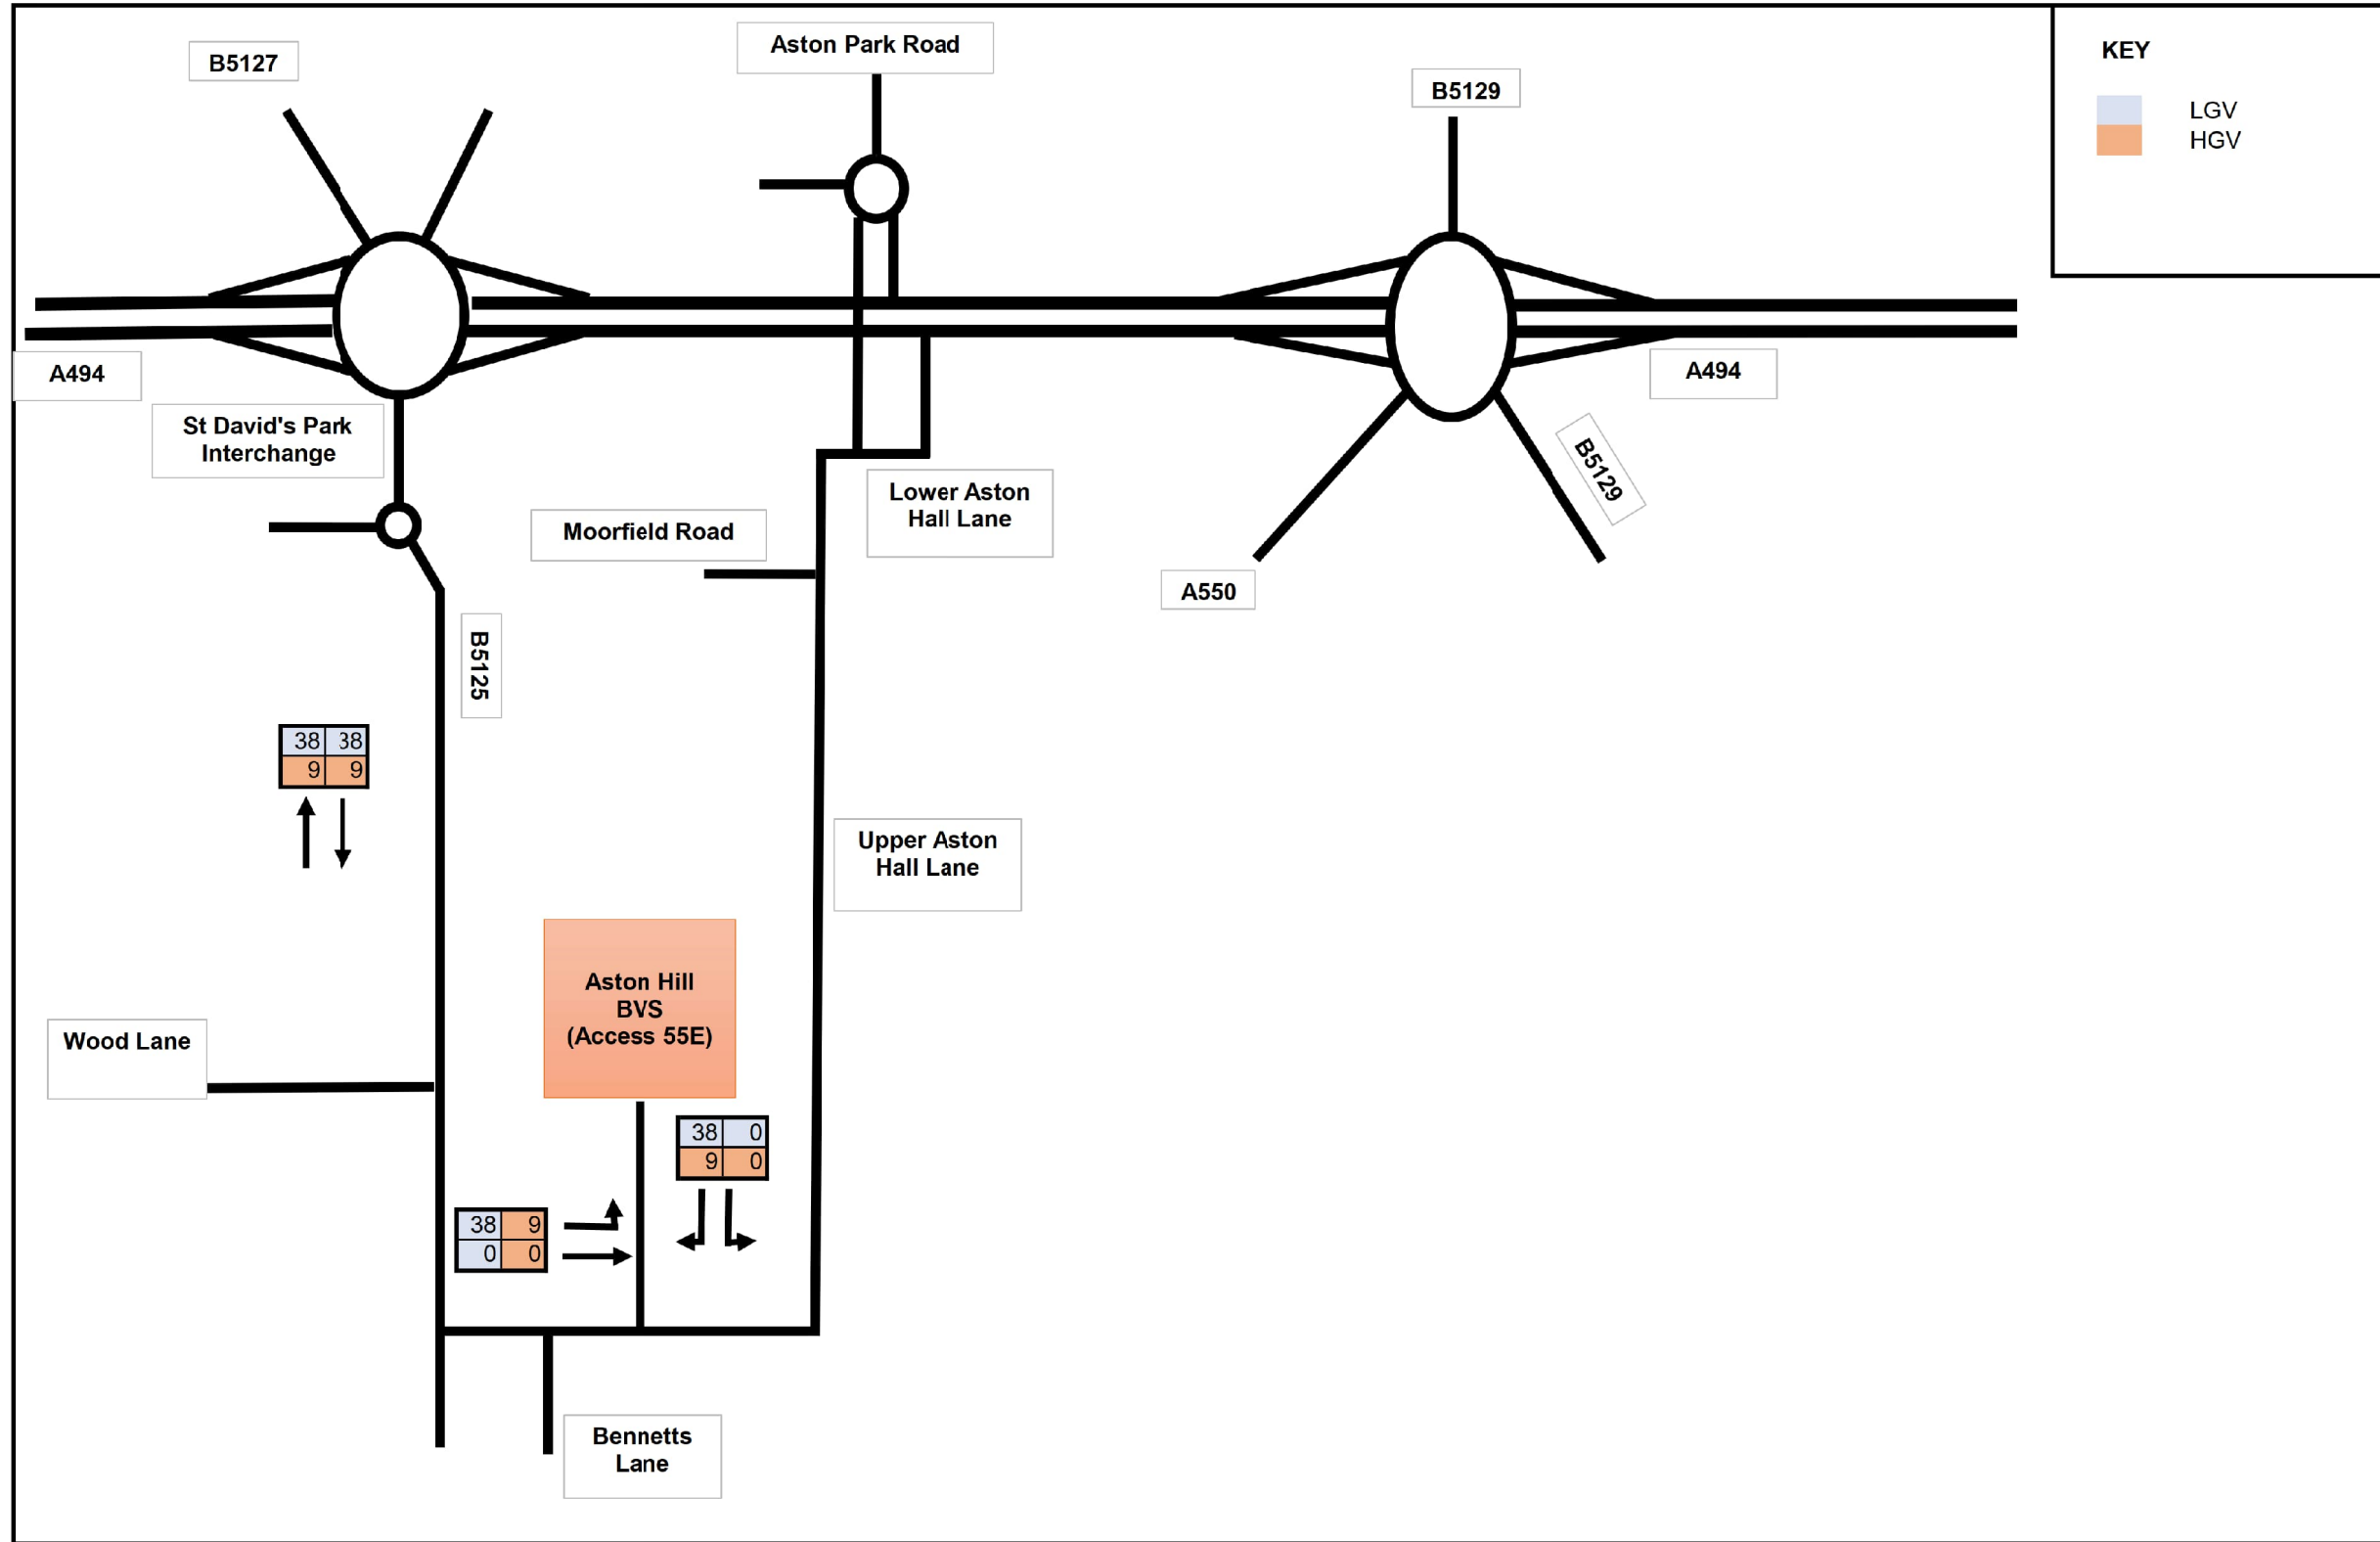 KEY
LGV
HGV
Aston Park Road
B5127
B5129
A494
A494
St David's Park
Interchange
B5129
Lower Aston
Hall Lane
Moorfield Road
A550
B5125
38 38
9 9
Upper Aston
Hall Lane
Aston Hill
BVS
(Access 55E)
Wood Lane
38 0
9 0
38 9
0 0
Bennetts
Lane